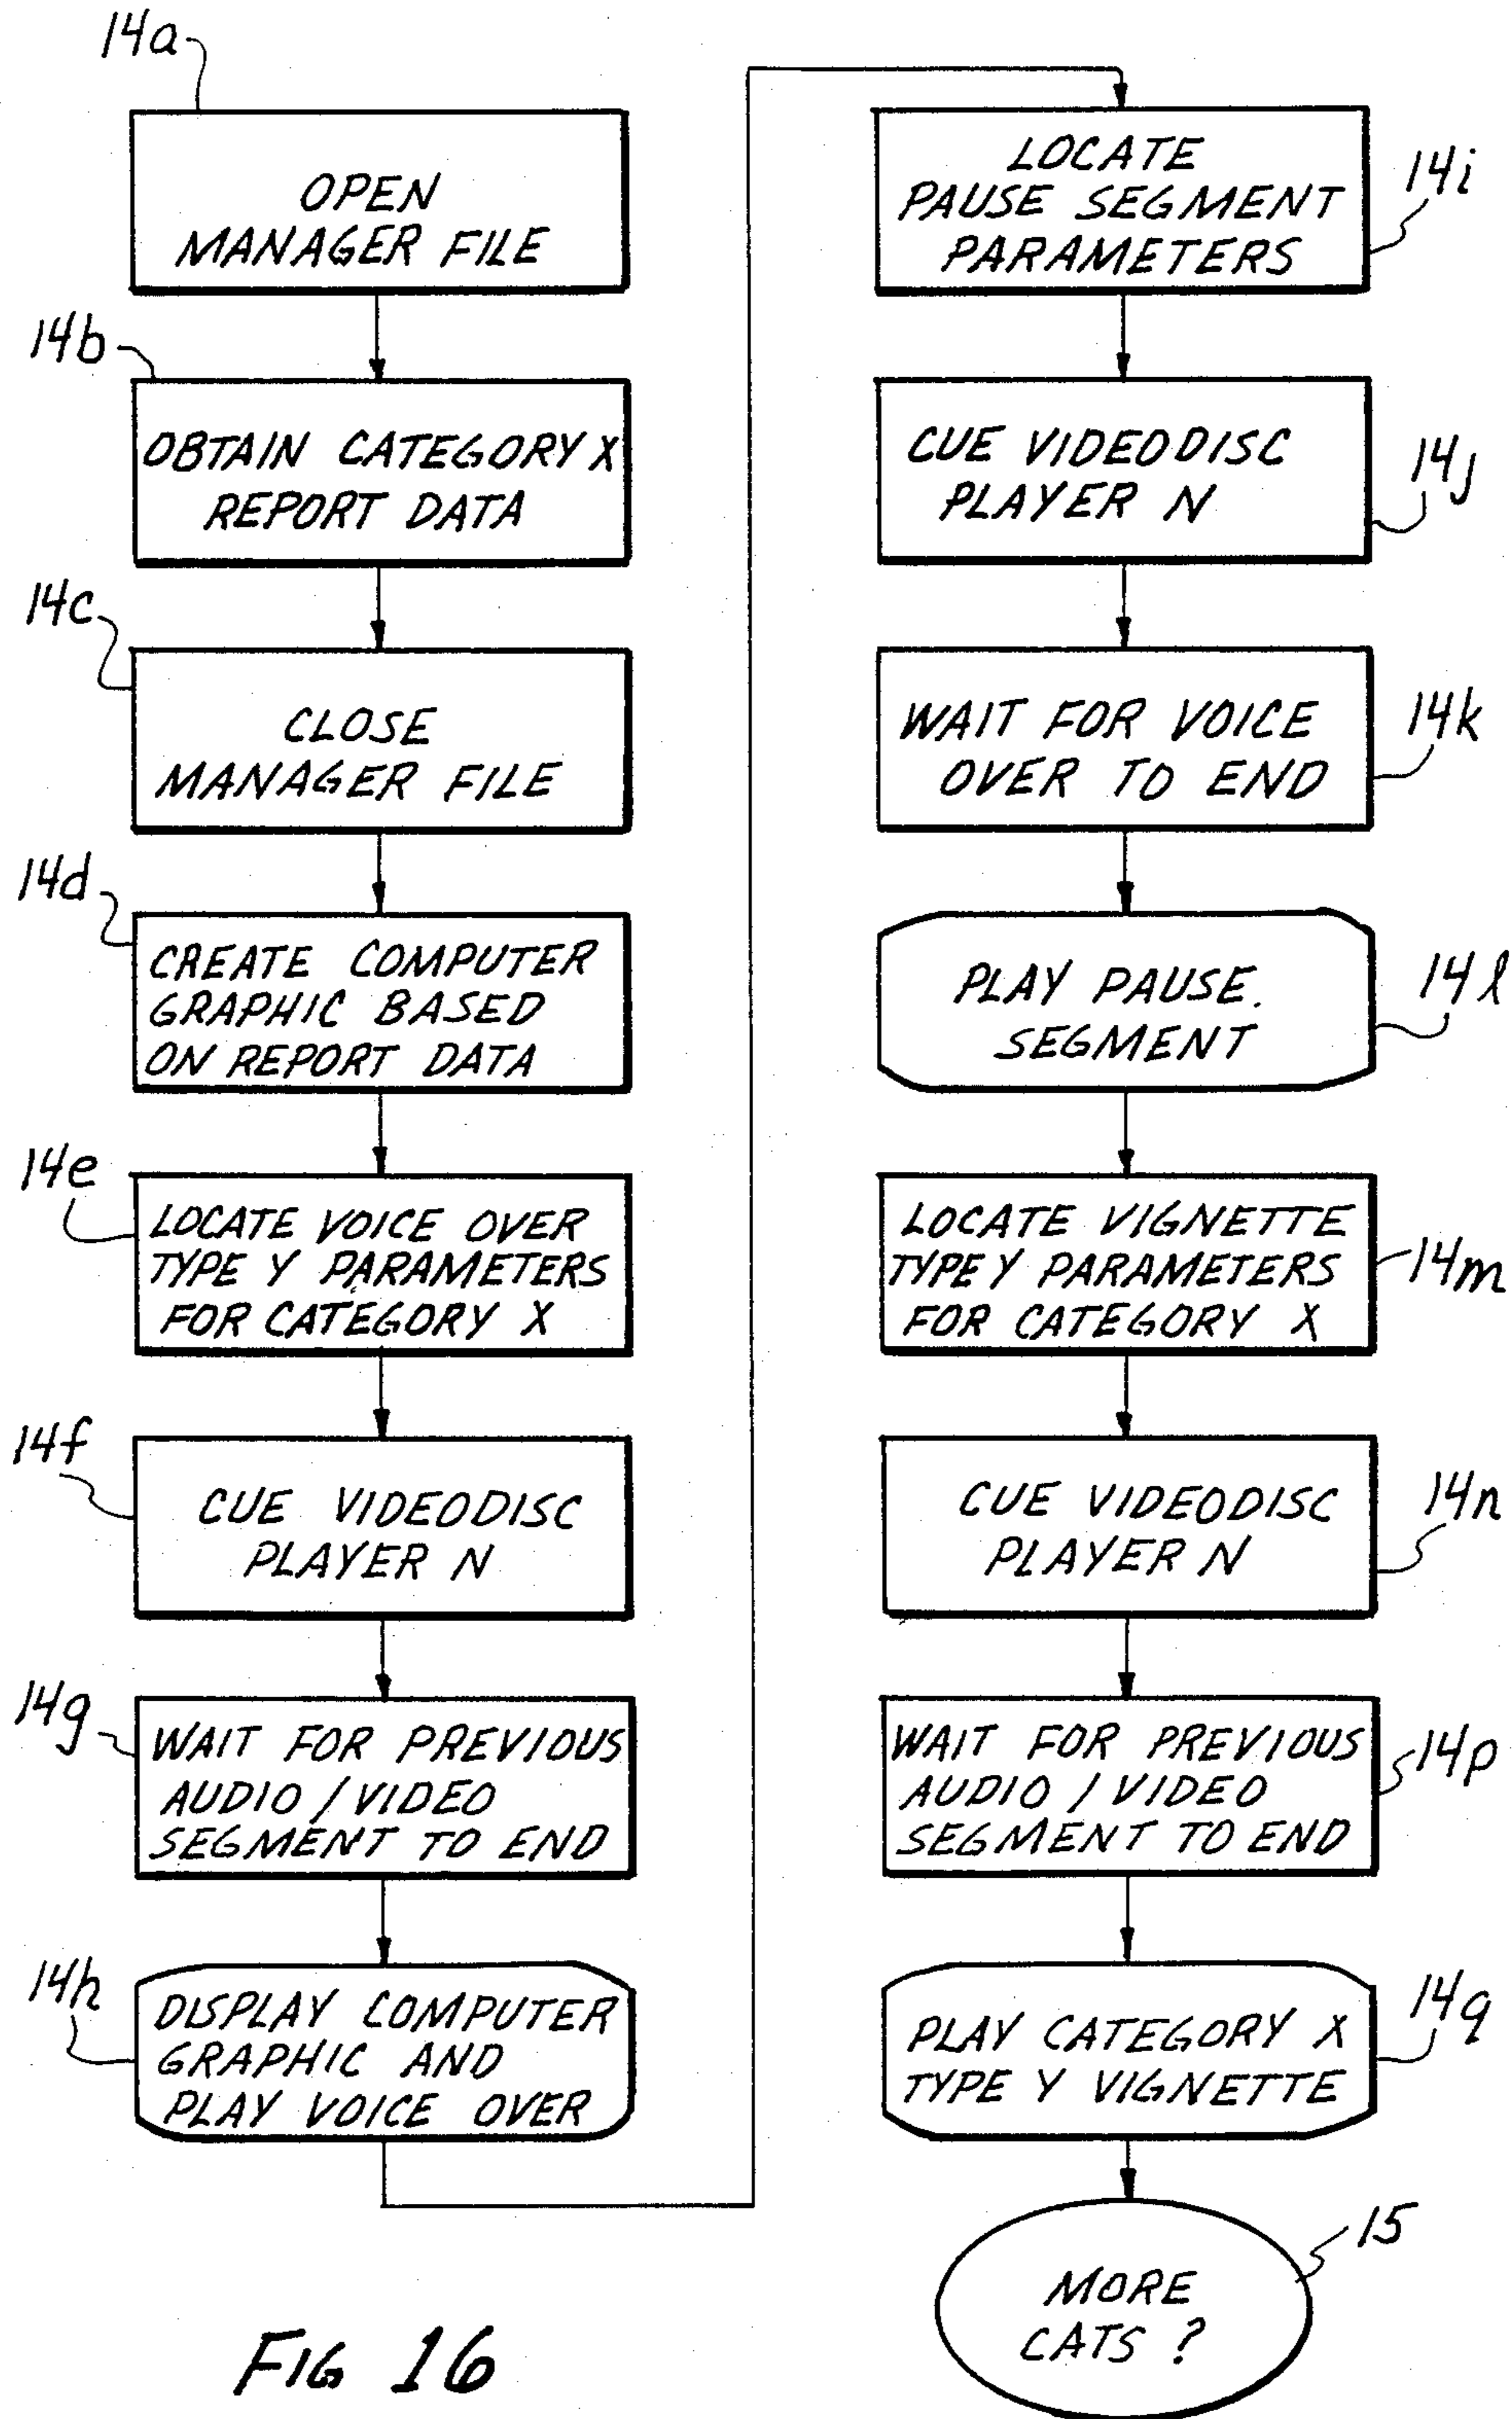 14a
OPEN
MANAGER FILE
14b
OBTAIN CATEGORY X
REPORT DATA
14c
CLOSE
MANAGER FILE
14d
CREATE COMPUTER
GRAPHIC BASED
ON REPORT DATA
14e
LOCATE VOICE OVER
TYPE Y PARAMETERS
FOR CATEGORY X
14f
CUE VIDEODISC
PLAYER N
14g
WAIT FOR PREVIOUS
AUDIO / VIDEO
SEGMENT TO END
14h
DISPLAY COMPUTER
GRAPHIC AND
PLAY VOICE OVER
LOCATE
PAUSE SEGMENT
PARAMETERS
14i
CUE VIDEODISC
PLAYER N
14j
WAIT FOR VOICE
OVER TO END
14k
PLAY PAUSE.
SEGMENT
14l
LOCATE VIGNETTE
TYPE Y PARAMETERS
FOR CATEGORY X
14m
CUE VIDEODISC
PLAYER N
14n
WAIT FOR PREVIOUS
AUDIO / VIDEO
SEGMENT TO END
14p
PLAY CATEGORY X
TYPE Y VIGNETTE
14q
MORE
CATS ?
15
FIG 16